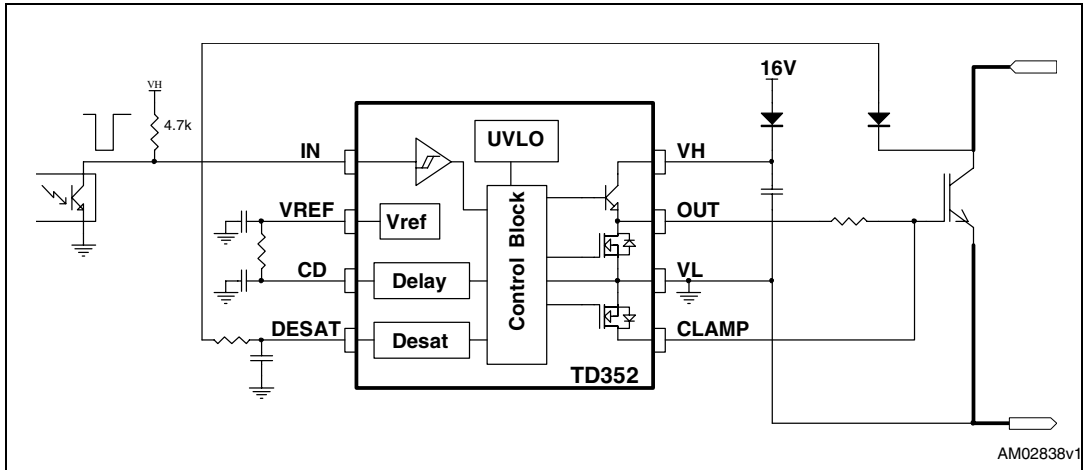 16V
VH
4.7k
UVLO
IN
VH
VREF
Vref
OUT
Control Block
CD
Delay
VL
DESAT
Desat
CLAMP
TD352
AM02838v1